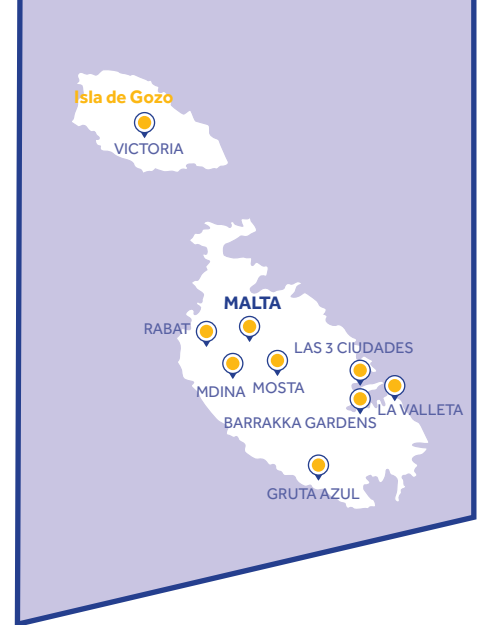 Isla de Gozo
VICTORIA
MALTA
RABAT
LAS 3 CIUDADES
MDINA
MOSTA
LA VALLETA
BARRAKKA GARDENS
GRUTA AZUL